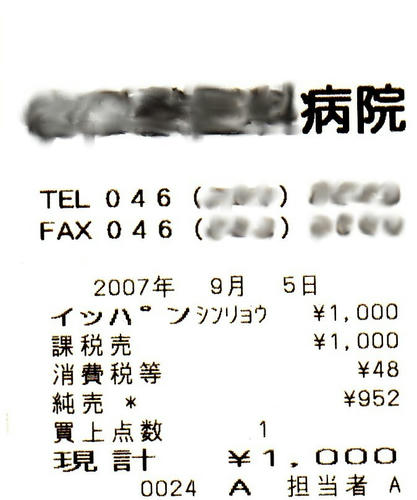 病院
TEL 046 ( )
FAX 046 ( )
2007年 9月 5日
イッパ゜ンシンリョウ ¥1,000
課税売 ¥1,000
消費税等 ¥48
純売 * ¥952
買上点数 1
現計 ¥1,000
0024 A 担当者 A